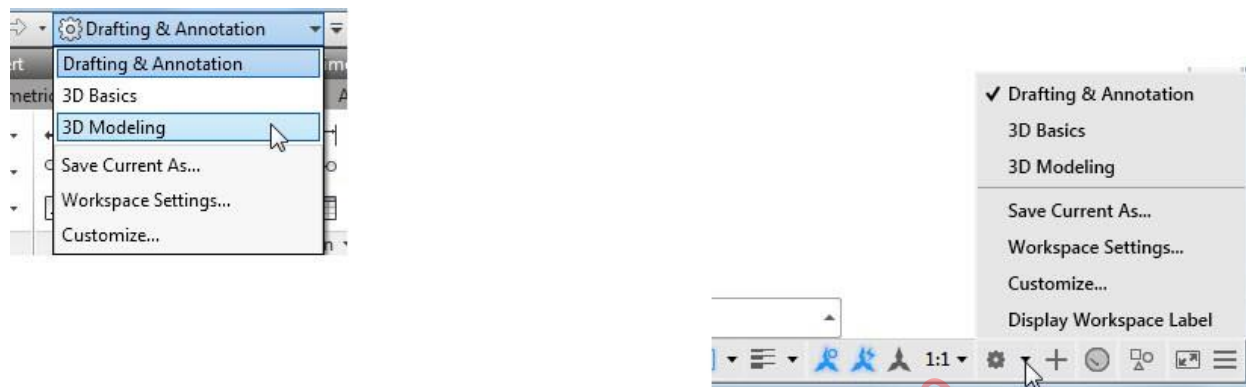 Drafting & Annotation
Drafting & Annotation
3D Basics
3D Modeling
Save Current As...
Workspace Settings...
Customize...
Drafting & Annotation
3D Basics
3D Modeling
Save Current As...
Workspace Settings...
Customize...
Display Workspace Label
1:1